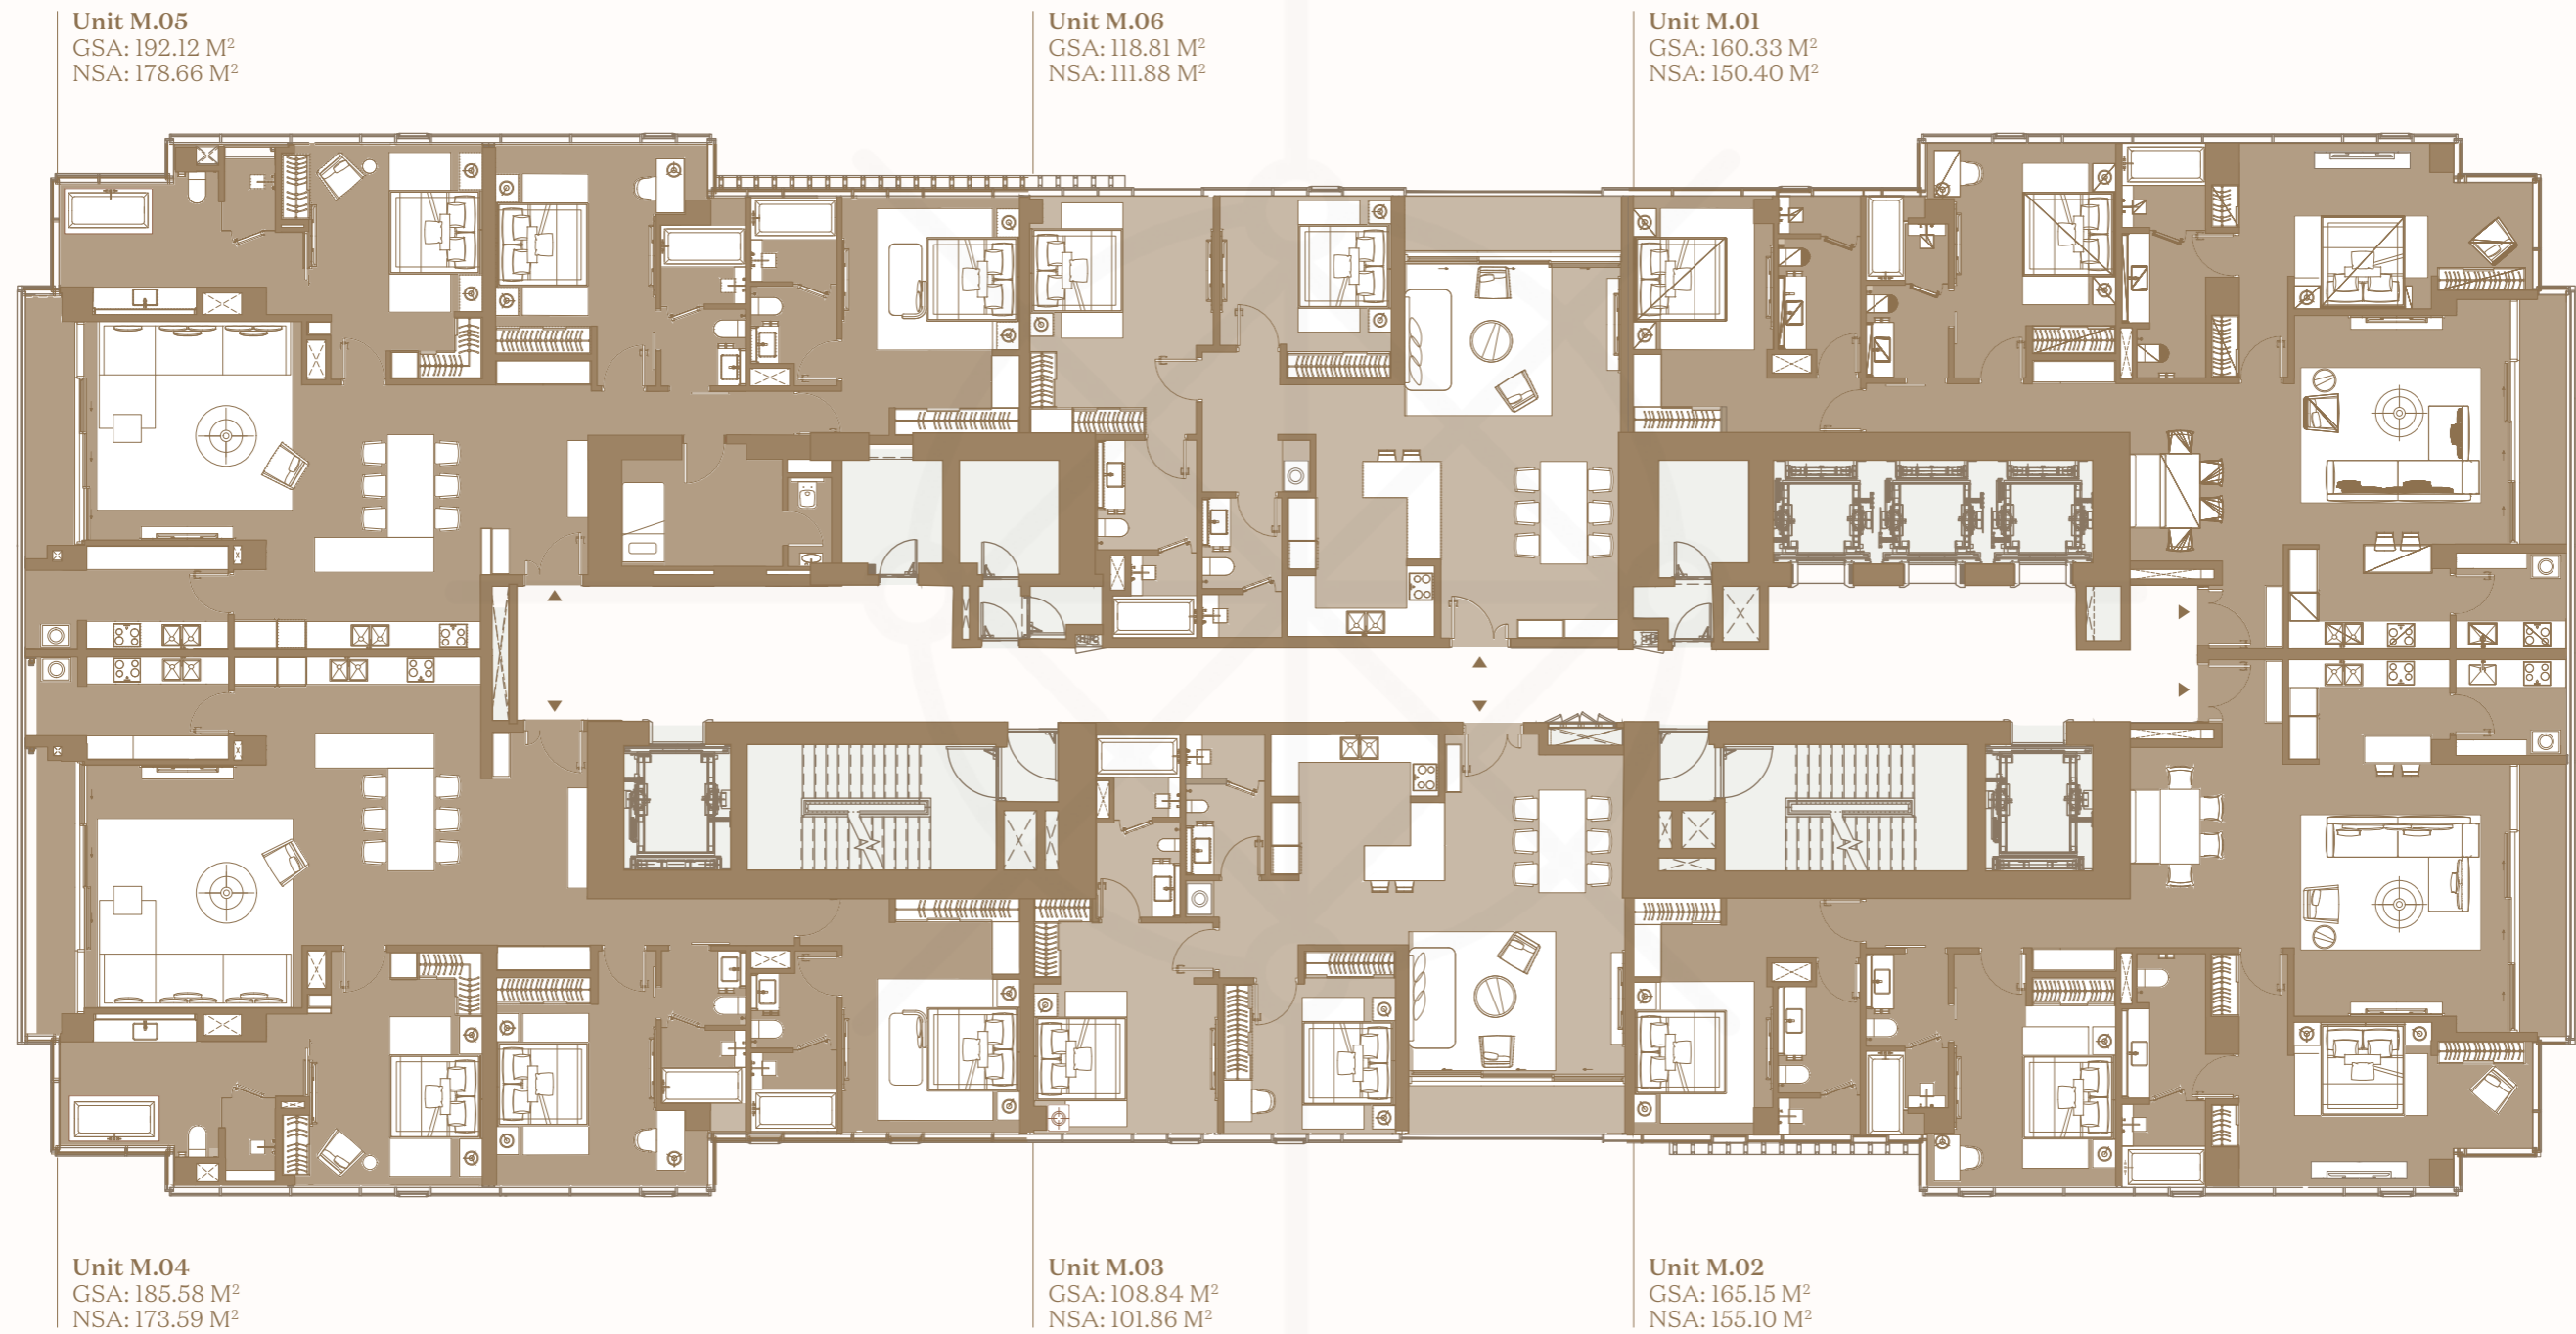 Unit M.05
GSA: 192.12 M²
NSA: 178.66 M²
Unit M.06
GSA: 118.81 M²
NSA: 111.88 M²
Unit M.01
GSA: 160.33 M²
NSA: 150.40 M²
Unit M.04
GSA: 185.58 M²
NSA: 173.59 M²
Unit M.03
GSA: 108.84 M²
NSA: 101.86 M²
Unit M.02
GSA: 165.15 M²
NSA: 155.10 M²